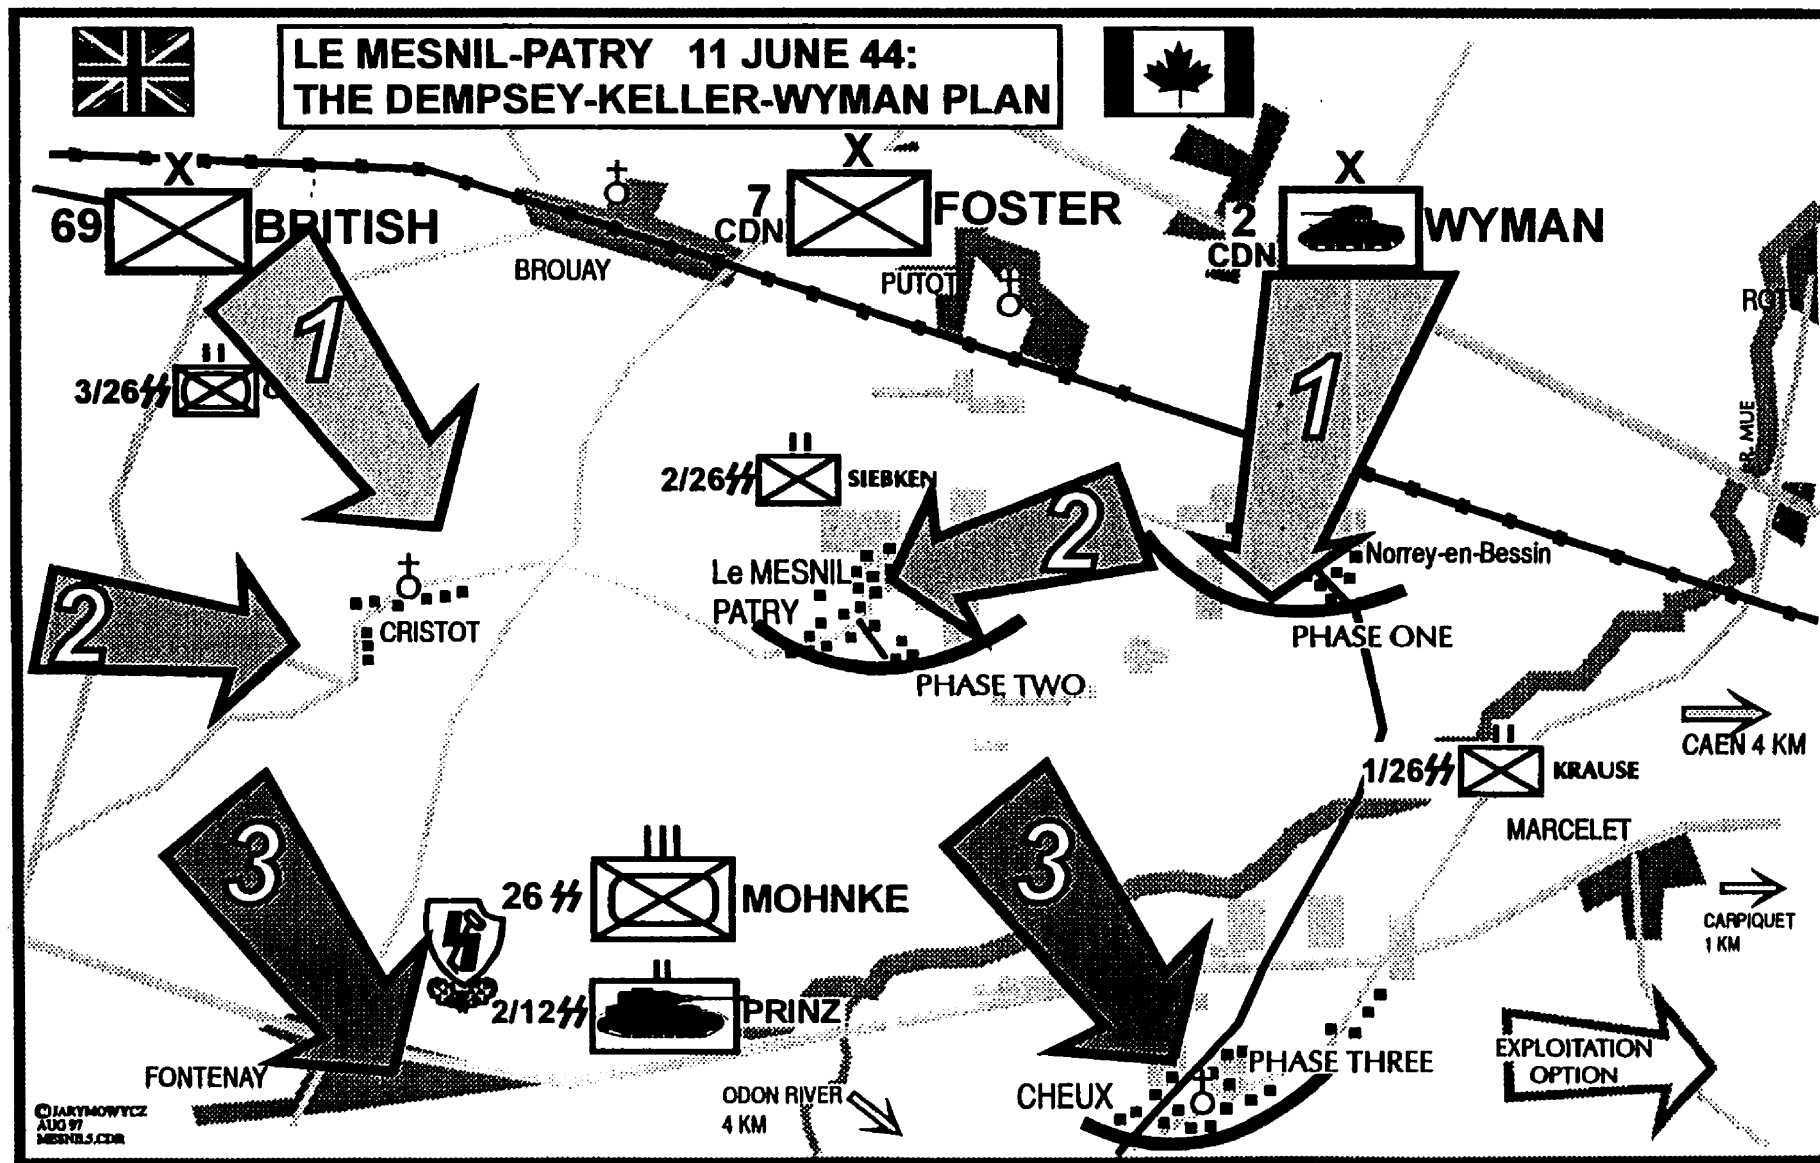 LE MESNIL-PATRY 11 JUNE 44:
THE DEMPSEY-KELLER-WYMAN PLAN
X
69
BRITISH
X
7
CDN
FOSTER
X
2
CDN
WYMAN
BROUAY
PUTOT
ROT
1
1
3/26
R. MUE
2/26
SIEBKEN
2
Le MESNIL
PATRY
Norrey-en-Bessin
2
CRISTOT
PHASE ONE
PHASE TWO
CAEN 4 KM
1/26
KRAUSE
MARCELET
3
3
26
MOHNKE
CARPIQUET
1 KM
2/12
PRINZ
EXPLOITATION
OPTION
PHASE THREE
FONTENAY
ODON RIVER
4 KM
CHEUX
© JARYMOWYCZ
AUG 97
MESNIL5.CDR